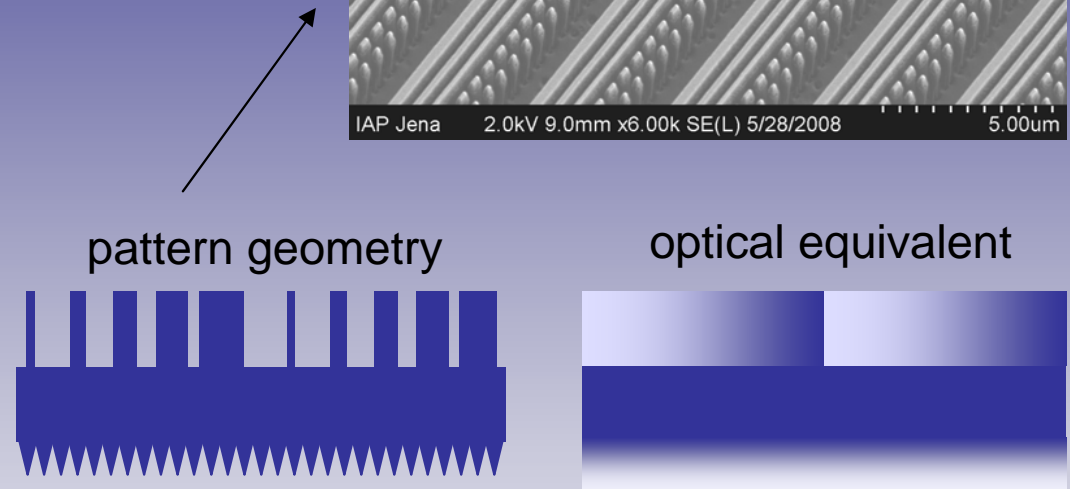 IAP Jena 2.0kV 9.0mm x6.00k SE(L) 5/28/2008 5.00um
pattern geometry
optical equivalent